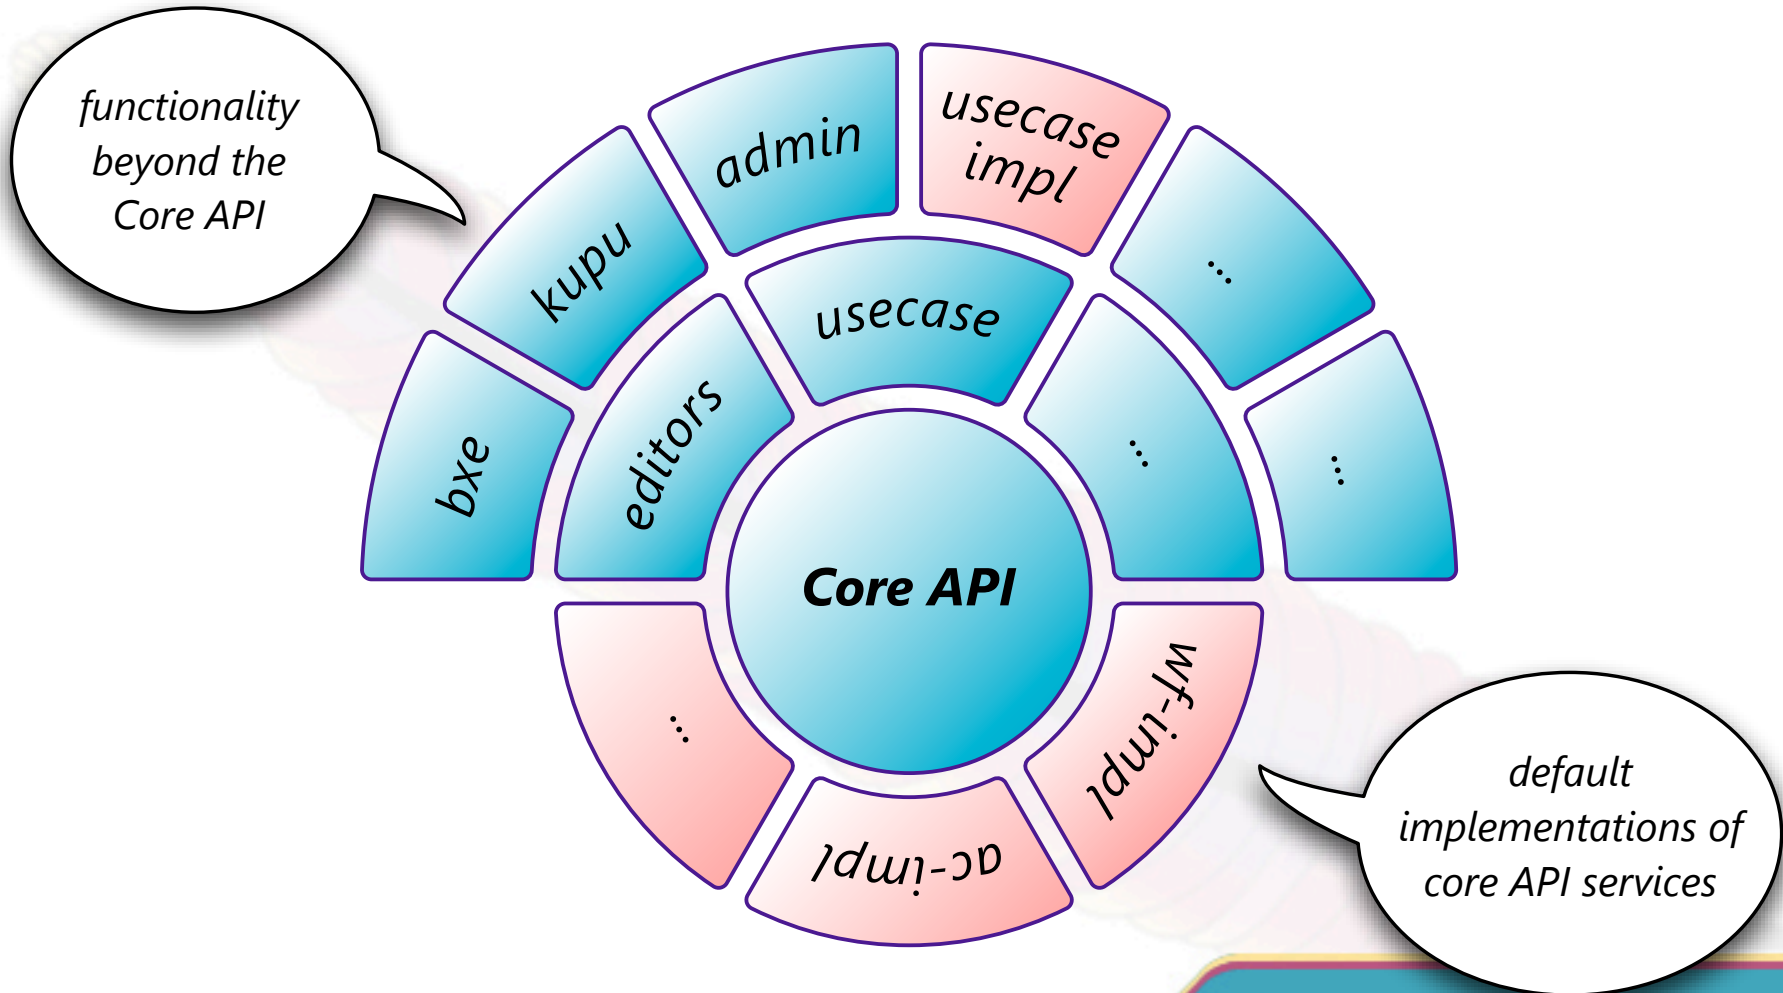 functionality
beyond the
Core API
admin
usecase
impl
kupu
...
usecase
bxe
editors
...
...
Core API
...
wf-impl
ac-impl
default
implementations of
core API services